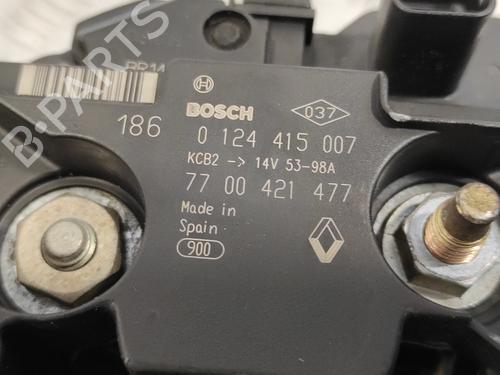 B-PARTS
BOSCH
037
186
0 124 415 007
KCB2 -> 14V 53-98A
77 00 421 477
Made in
Spain
900